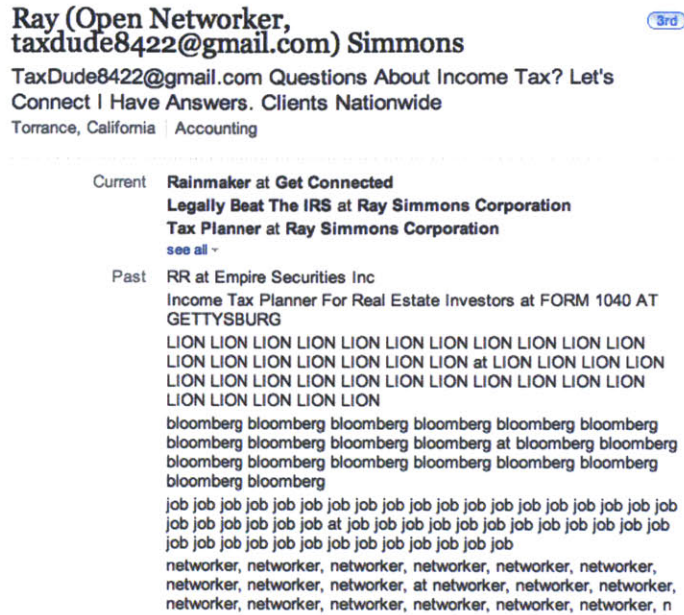 Ray (Open Networker,
taxdude8422@gmail.com) Simmons
3rd
TaxDude8422@gmail.com Questions About Income Tax? Let's
Connect I Have Answers. Clients Nationwide
Torrance, California Accounting
Current Rainmaker at Get Connected
Legally Beat The IRS at Ray Simmons Corporation
Tax Planner at Ray Simmons Corporation
see all
Past RR at Empire Securities Inc
Income Tax Planner For Real Estate Investors at FORM 1040 AT
GETTYSBURG
LION LION LION LION LION LION LION LION LION LION LION
LION LION LION LION LION LION LION at LION LION LION LION
LION LION LION LION LION LION LION LION LION LION LION
LION LION LION LION LION
bloomberg bloomberg bloomberg bloomberg bloomberg bloomberg
bloomberg bloomberg bloomberg bloomberg at bloomberg bloomberg
bloomberg bloomberg bloomberg bloomberg bloomberg bloomberg
bloomberg bloomberg
job job job job job job job job job job job job job job job job job job job
job job job job job job at job job job job job job job job job job job job
job job job job job job job job job job job job job
networker, networker, networker, networker, networker, networker,
networker, networker, networker, at networker, networker, networker,
networker, networker, networker, networker, networker, networker, n